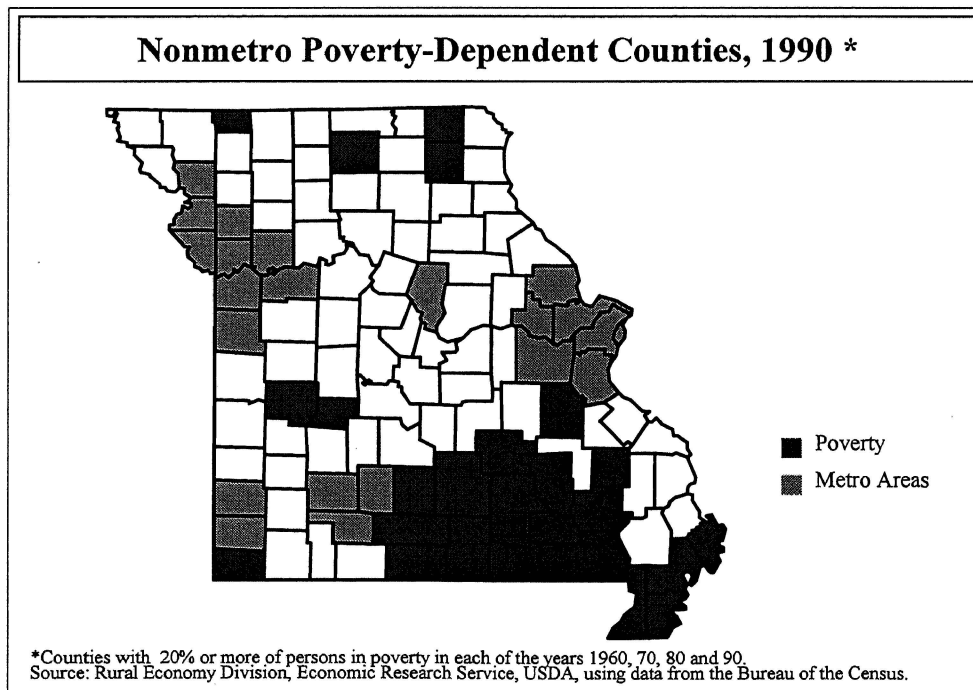 Nonmetro Poverty-Dependent Counties, 1990 *
Poverty
Metro Areas
*Counties with 20% or more of persons in poverty in each of the years 1960, 70, 80 and 90.
Source: Rural Economy Division, Economic Research Service, USDA, using data from the Bureau of the Census.